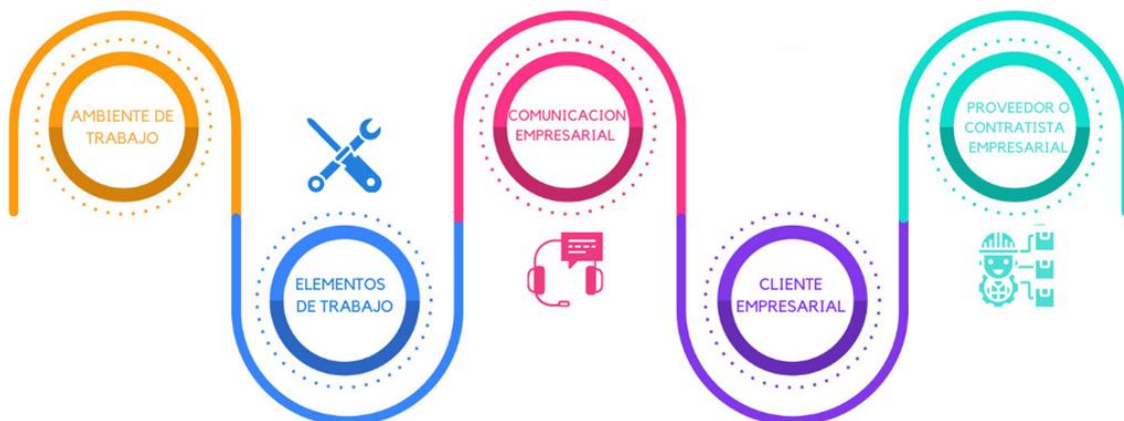 AMBIENTE DE
TRABAJO
ELEMENTOS
DE TRABAJO
COMUNICACION
EMPRESARIAL
CLIENTE
EMPRESARIAL
PROVEEDOR O
CONTRATISTA
EMPRESARIAL